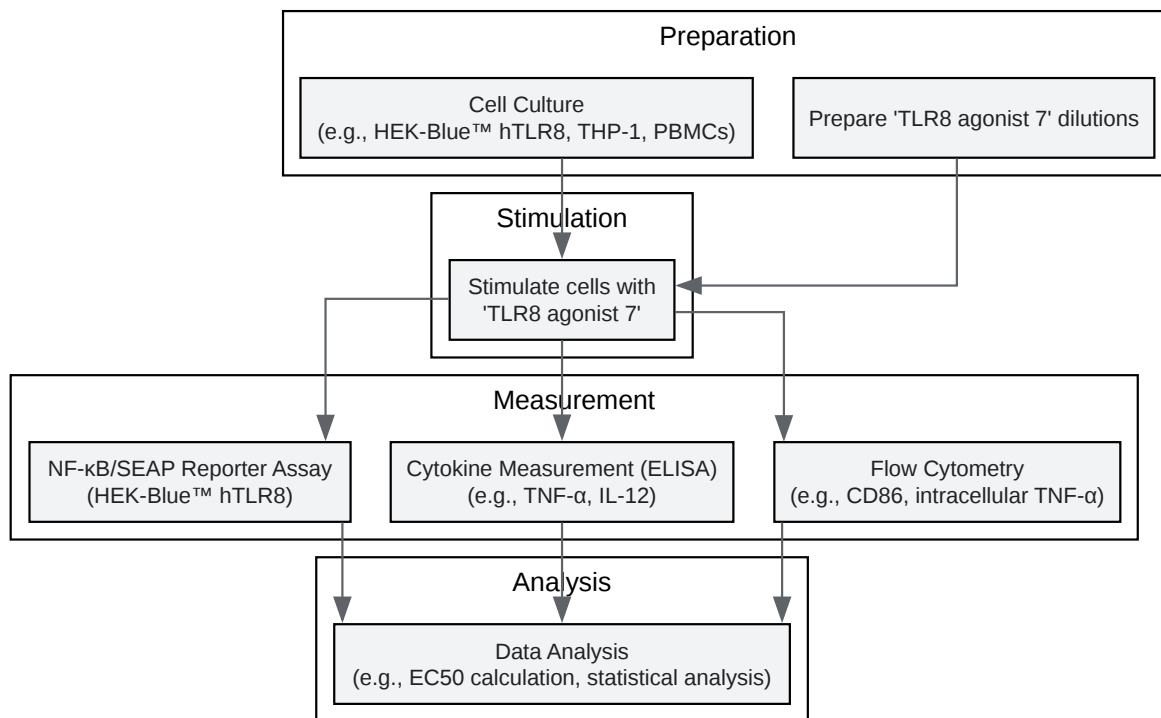 Preparation
Cell Culture
(e.g., HEK-Blue™ hTLR8, THP-1, PBMCs)
Prepare 'TLR8 agonist 7' dilutions
Stimulation
Stimulate cells with
'TLR8 agonist 7'
Measurement
NF-κB/SEAP Reporter Assay
(HEK-Blue™ hTLR8)
Cytokine Measurement (ELISA)
(e.g., TNF-α, IL-12)
Flow Cytometry
(e.g., CD86, intracellular TNF-α)
Analysis
Data Analysis
(e.g., EC50 calculation, statistical analysis)